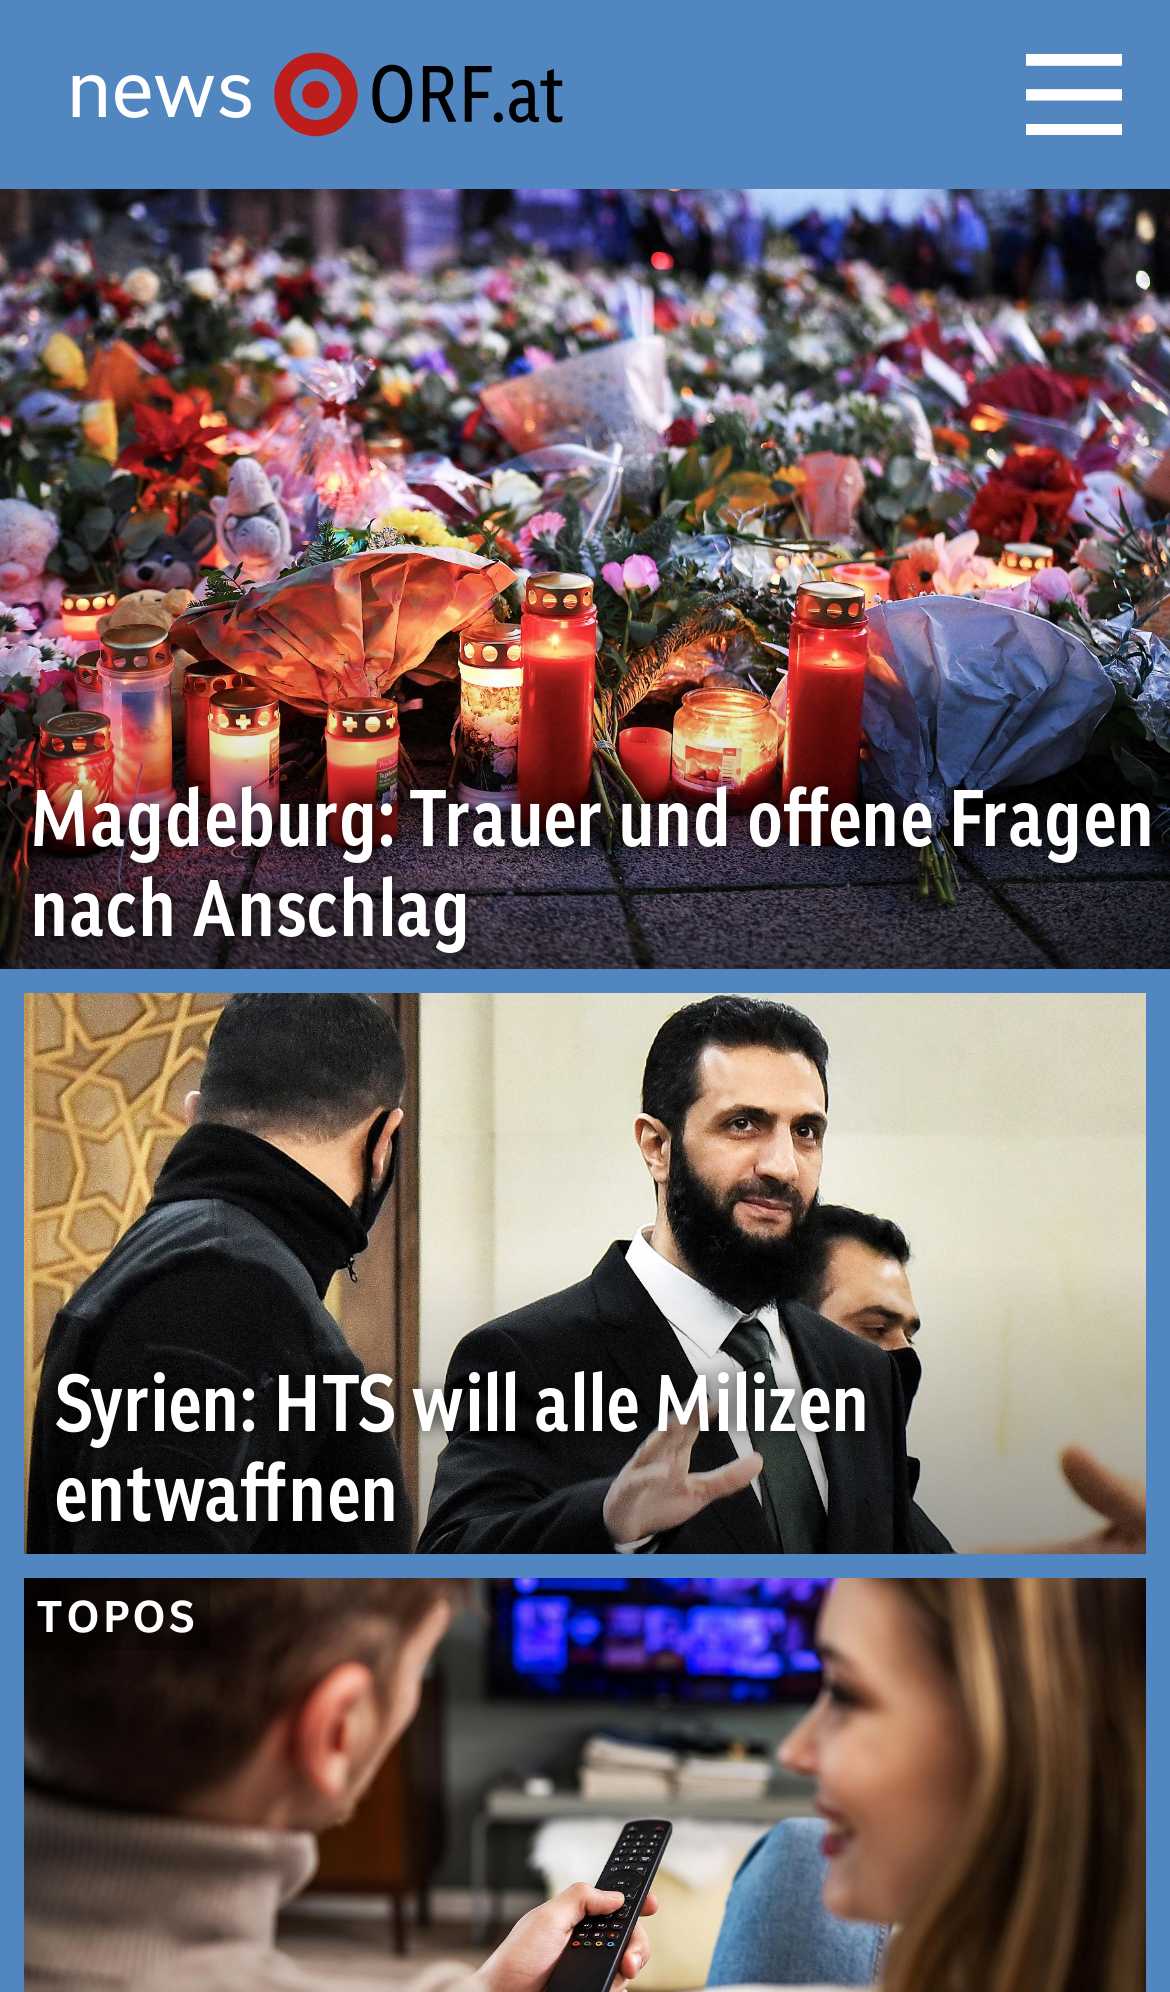 news ORF.at
Magdeburg: Trauer und offene Fragen
nach Anschlag
Syrien: HTS will alle Milizen
entwaffnen
TOPOS